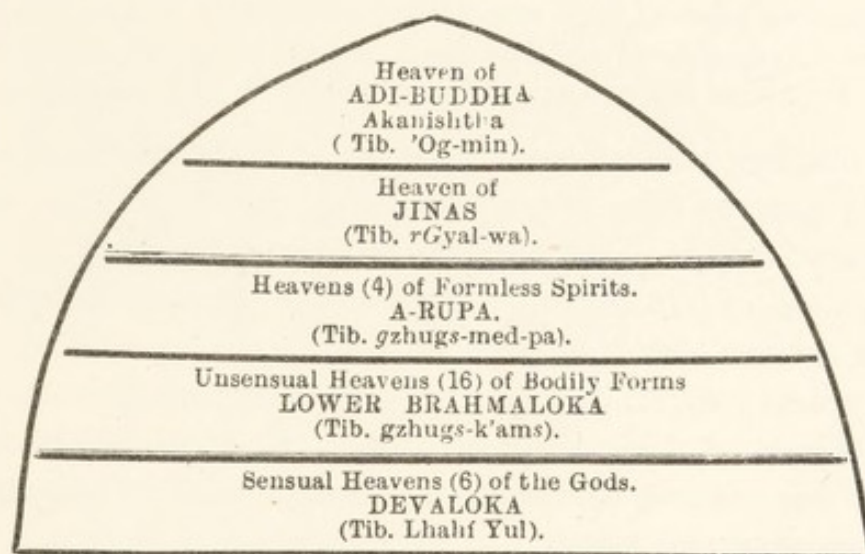 Heaven of
ADI-BUDDHA
Akanishtha
( Tib. 'Og-min).
Heaven of
JINAS
(Tib. rGyal-wa).
Heavens (4) of Formless Spirits.
A-RUPA.
(Tib. gzhugs-med-pa).
Unsensual Heavens (16) of Bodily Forms
LOWER BRAHMALOKA
(Tib. gzhugs-k'ams).
Sensual Heavens (6) of the Gods.
DEVALOKA
(Tib. Lhahí Yul).